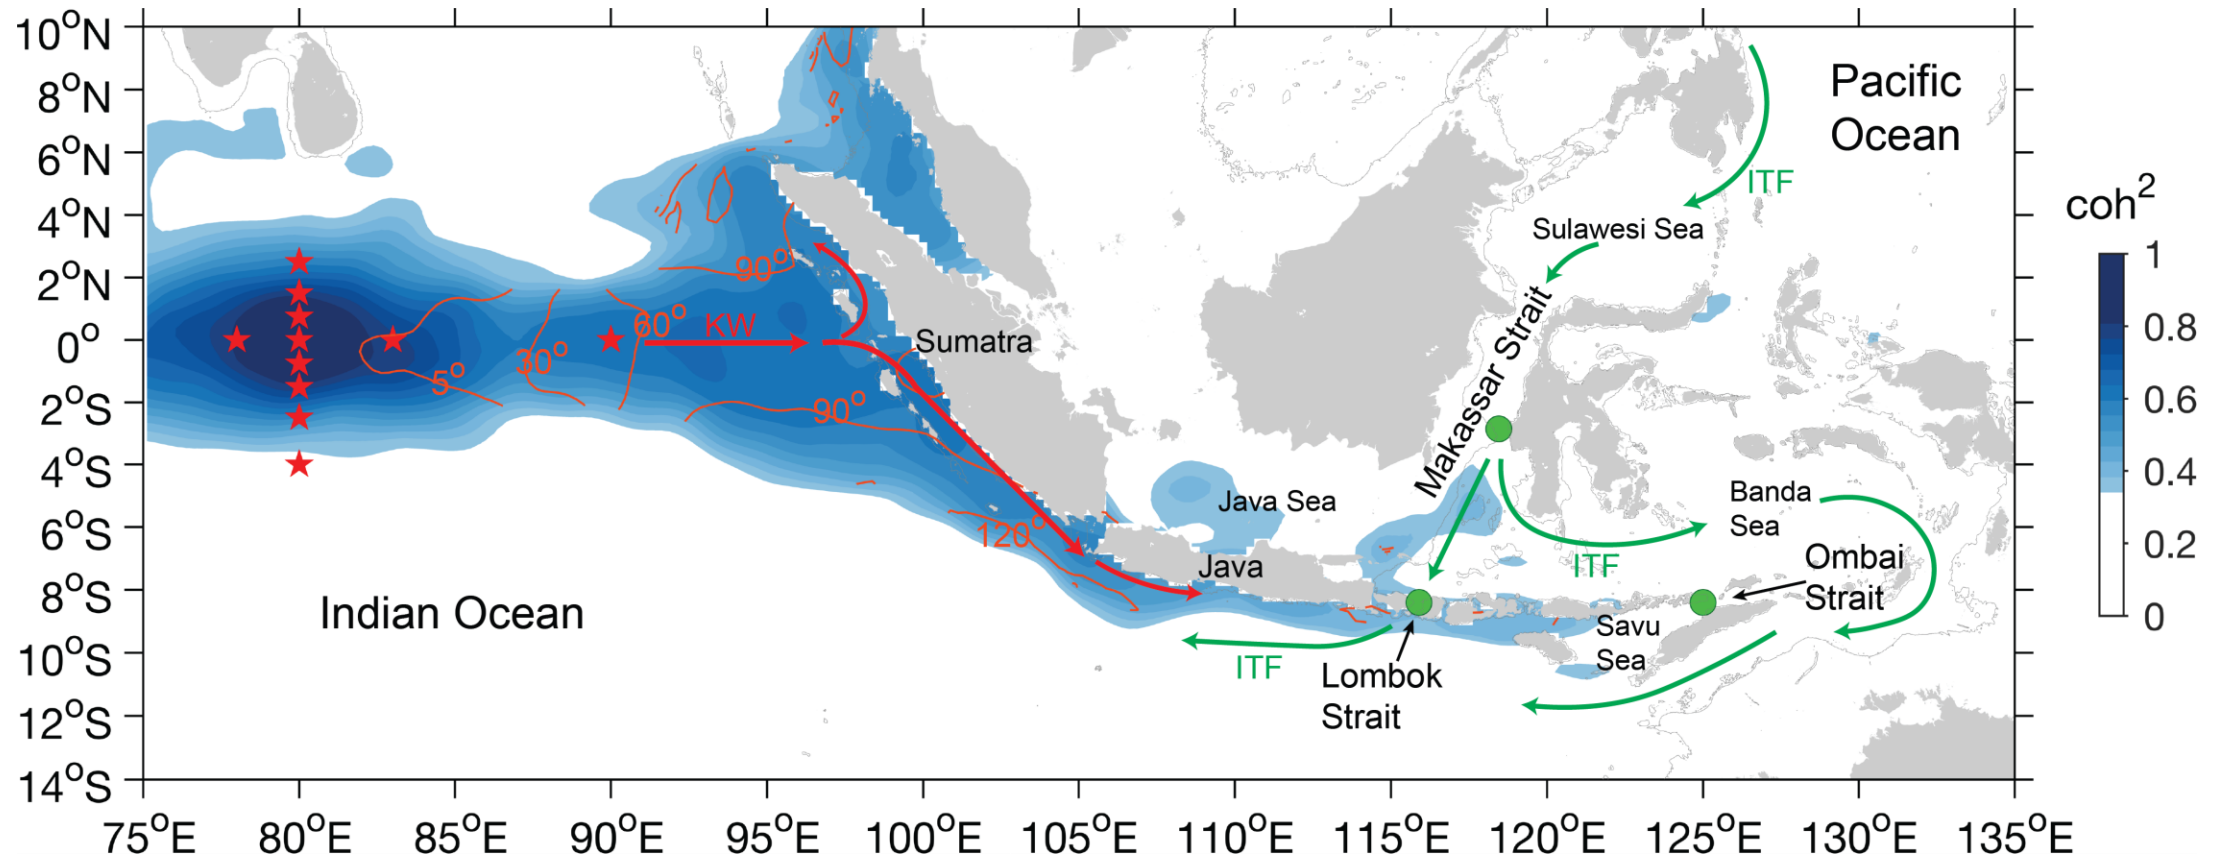 10°N
8°N
6°N
4°N
2°N
0°
2°S
4°S
6°S
8°S
10°S
12°S
14°S
75°E
80°E
85°E
90°E
95°E
100°E
105°E
110°E
115°E
120°E
125°E
130°E
135°E
Pacific
Ocean
ITF
Sulawesi Sea
Makassar Strait
90°
60°
KW
Sumatra
30°
5°
90°
120°
Java Sea
Java
Banda
Sea
ITF
Ombai
Strait
Savu
Sea
Indian Ocean
ITF
Lombok
Strait
coh²
1
0.8
0.6
0.4
0.2
0